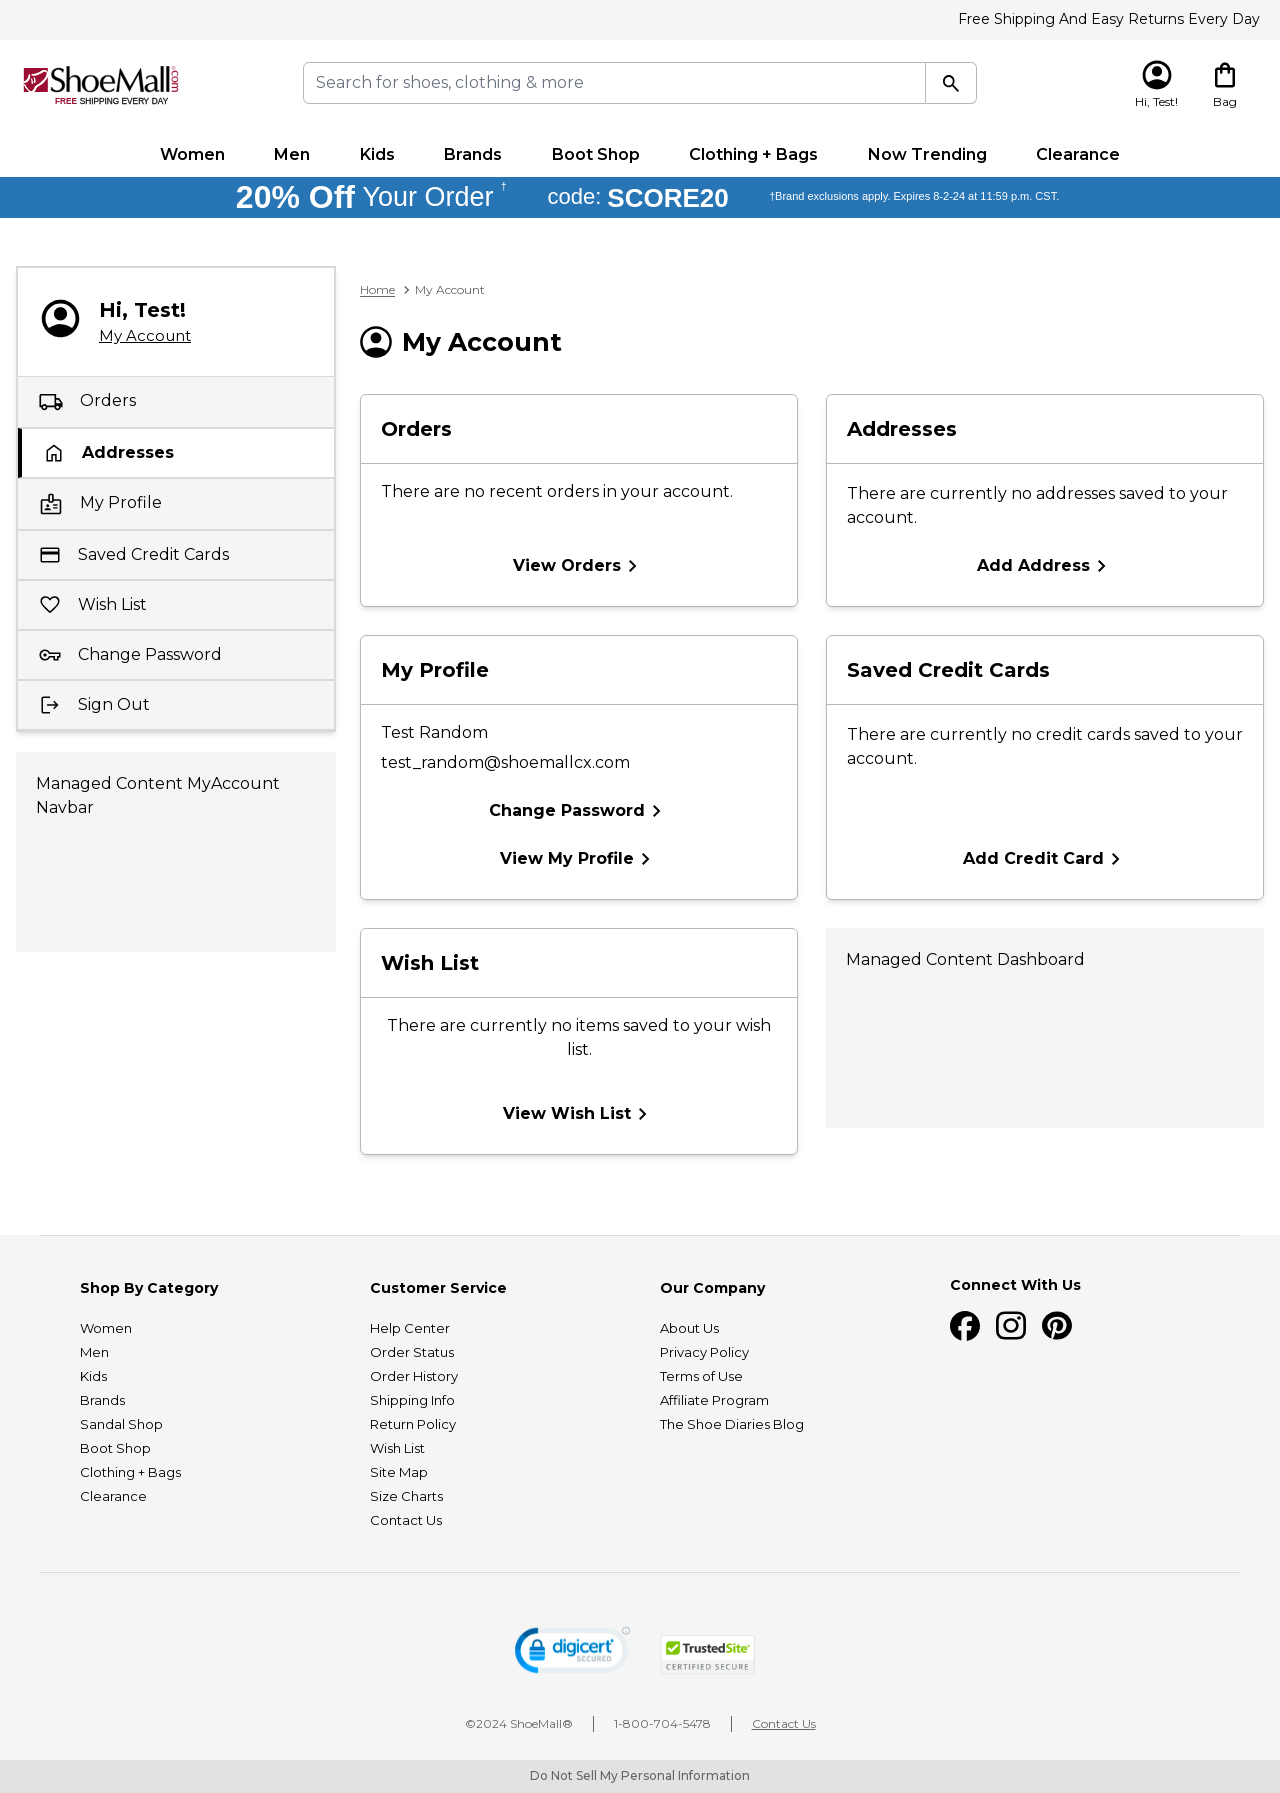 Free Shipping And Easy Returns Every Day
ShoeMall.com
FREE SHIPPING EVERY DAY
Search for shoes, clothing & more
Hi, Test!
Bag
Women Men Kids Brands Boot Shop Clothing + Bags Now Trending Clearance
20% Off Your Order † code: SCORE20 †Brand exclusions apply. Expires 8-2-24 at 11:59 p.m. CST.
Hi, Test!
My Account
Orders
Addresses
My Profile
Saved Credit Cards
Wish List
Change Password
Sign Out
Managed Content MyAccount
Navbar
Home > My Account
My Account
Orders
There are no recent orders in your account.
View Orders >
Addresses
There are currently no addresses saved to your
account.
Add Address >
My Profile
Test Random
test_random@shoemallcx.com
Change Password >
View My Profile >
Saved Credit Cards
There are currently no credit cards saved to your
account.
Add Credit Card >
Wish List
There are currently no items saved to your wish
list.
View Wish List >
Managed Content Dashboard
Shop By Category
Women
Men
Kids
Brands
Sandal Shop
Boot Shop
Clothing + Bags
Clearance
Customer Service
Help Center
Order Status
Order History
Shipping Info
Return Policy
Wish List
Site Map
Size Charts
Contact Us
Our Company
About Us
Privacy Policy
Terms of Use
Affiliate Program
The Shoe Diaries Blog
Connect With Us
digicert
SECURED
TrustedSite
CERTIFIED SECURE
©2024 ShoeMall® | 1-800-704-5478 | Contact Us
Do Not Sell My Personal Information